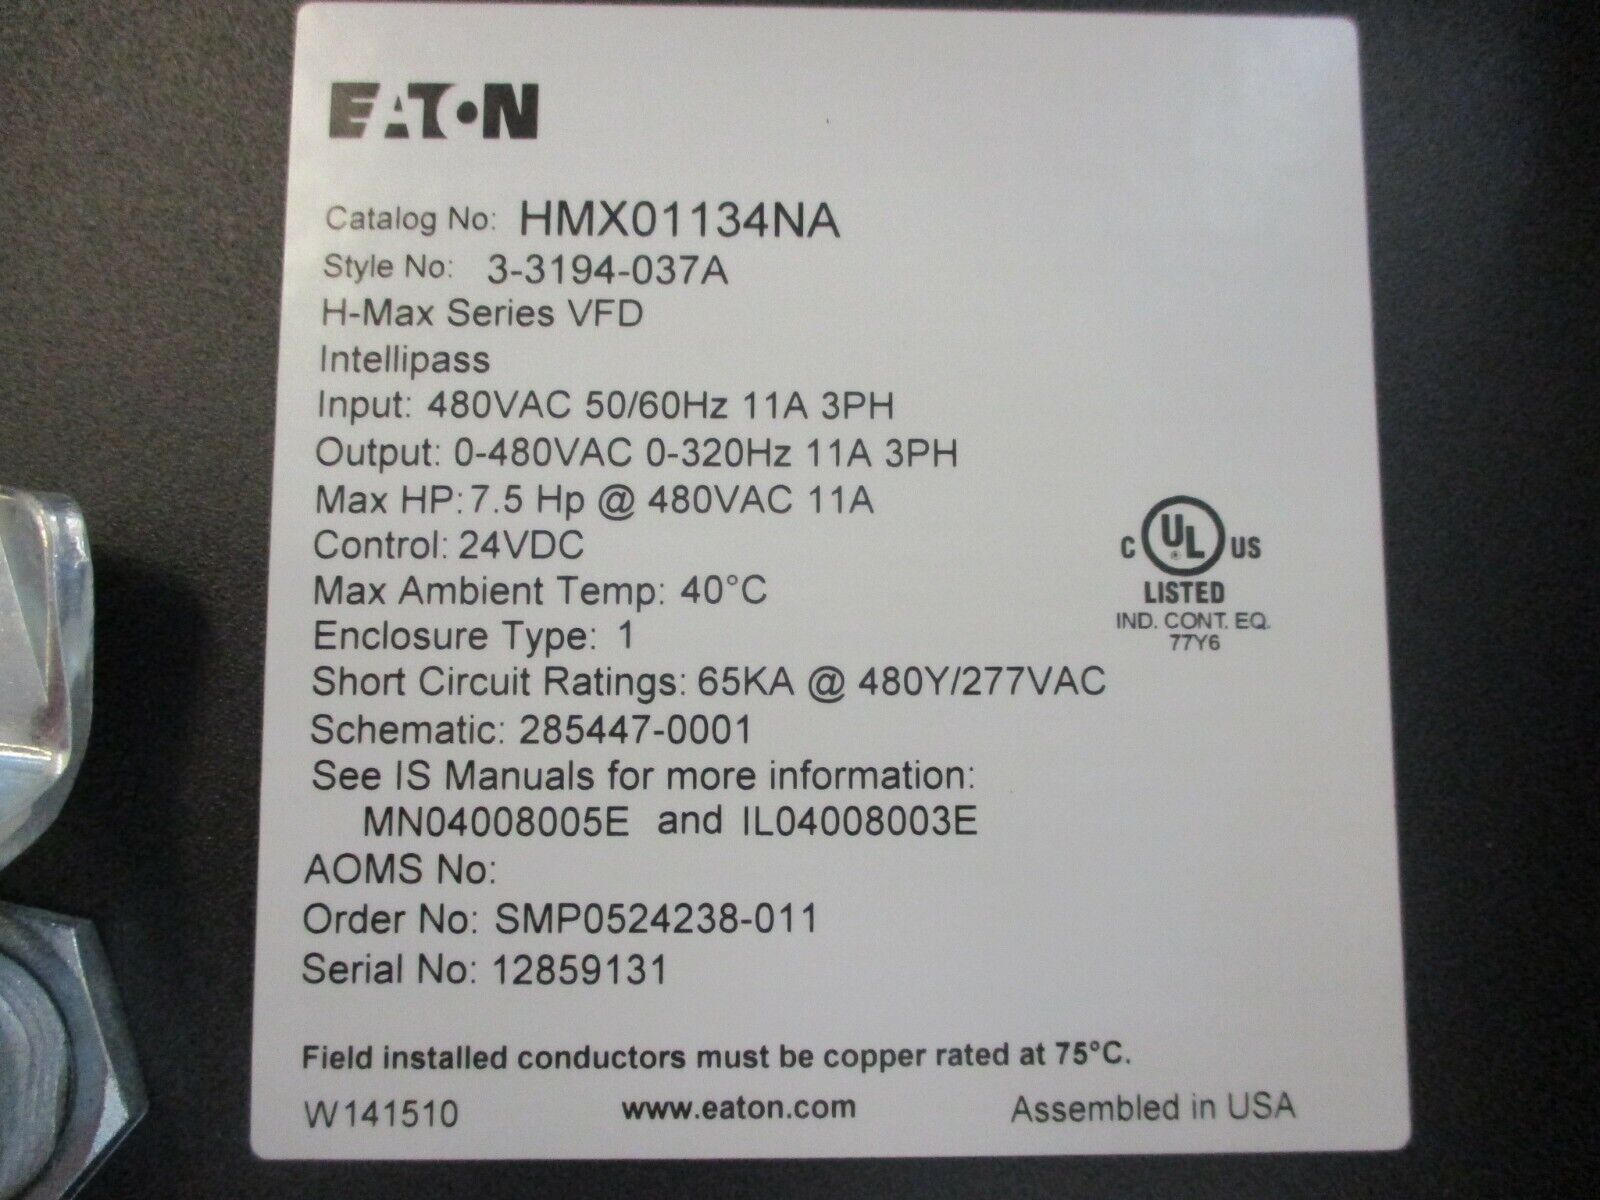 EATON
Catalog No: HMX01134NA
Style No: 3-3194-037A
H-Max Series VFD
Intellipass
Input: 480VAC 50/60Hz 11A 3PH
Output: 0-480VAC 0-320Hz 11A 3PH
Max HP: 7.5 Hp @ 480VAC 11A
Control: 24VDC
Max Ambient Temp: 40°C
Enclosure Type: 1
Short Circuit Ratings: 65KA @ 480Y/277VAC
Schematic: 285447-0001
See IS Manuals for more information:
MN04008005E and IL04008003E
AOMS No:
Order No: SMP0524238-011
Serial No: 12859131
C UL ® US
LISTED
IND. CONT. EQ.
77Y6
Field installed conductors must be copper rated at 75°C.
W141510 www.eaton.com Assembled in USA